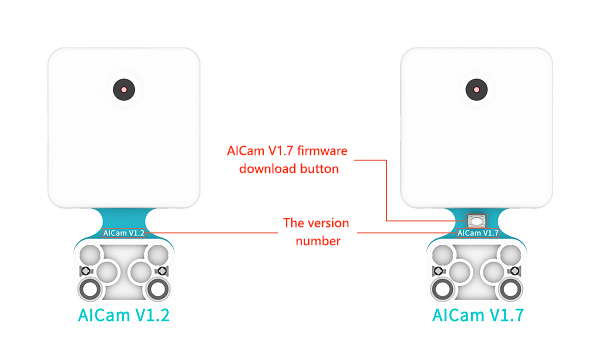 AICam V1.7 firmware
download button
The version
number
AICam V1.2
AICam V1.7
AICam V1.2
AICam V1.7